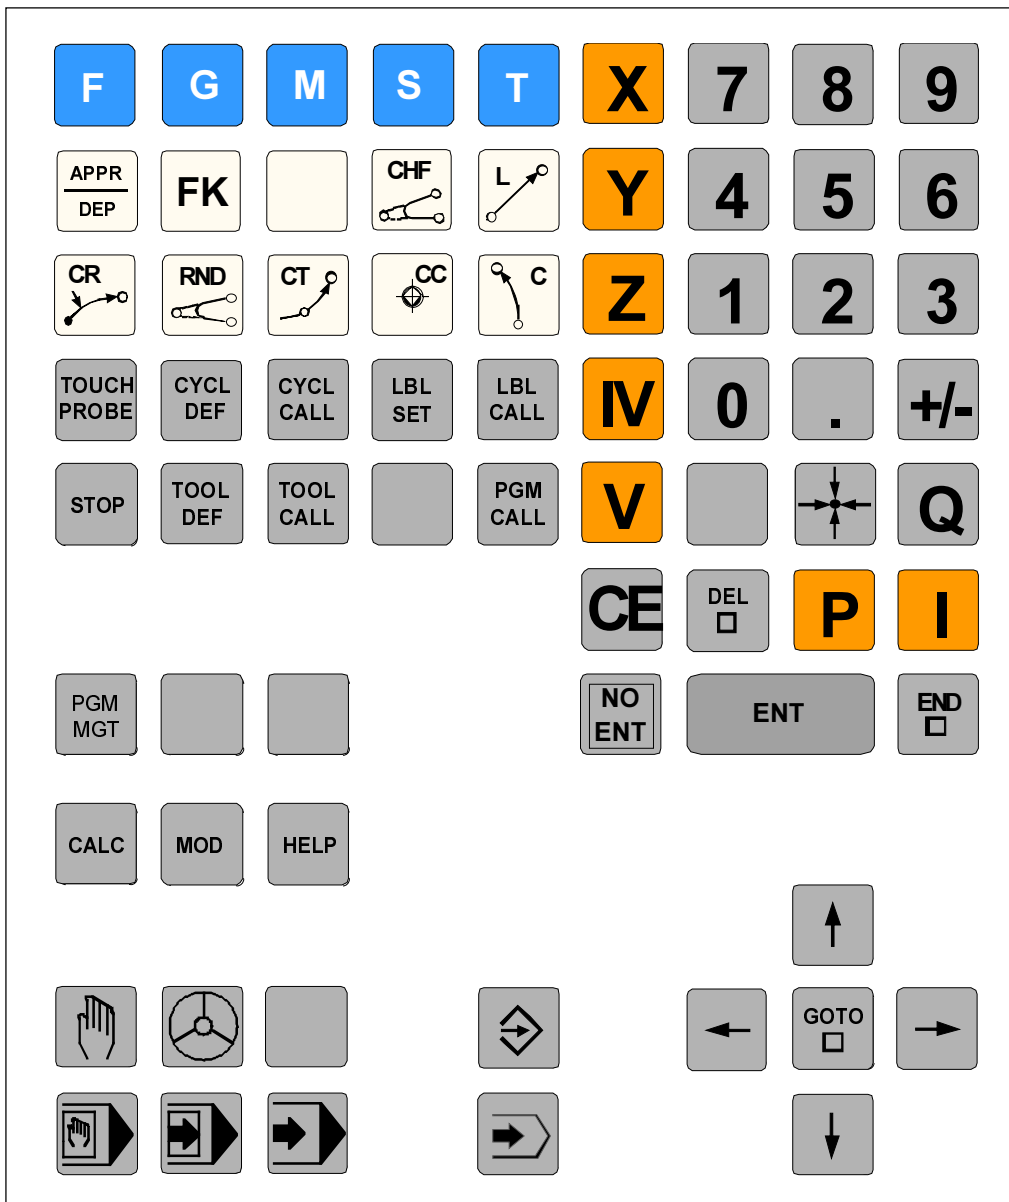 F G M S T X 7 8 9
APPR
DEP
FK
CHF
L
Y 4 5 6
CR
RND
CT
CC
C
Z 1 2 3
TOUCH
PROBE
CYCL
DEF
CYCL
CALL
LBL
SET
LBL
CALL
IV 0 . +/-
STOP
TOOL
DEF
TOOL
CALL
PGM
CALL
V
Q
CE
DEL
P I
PGM
MGT
NO
ENT
ENT
END
CALC MOD HELP
GOTO